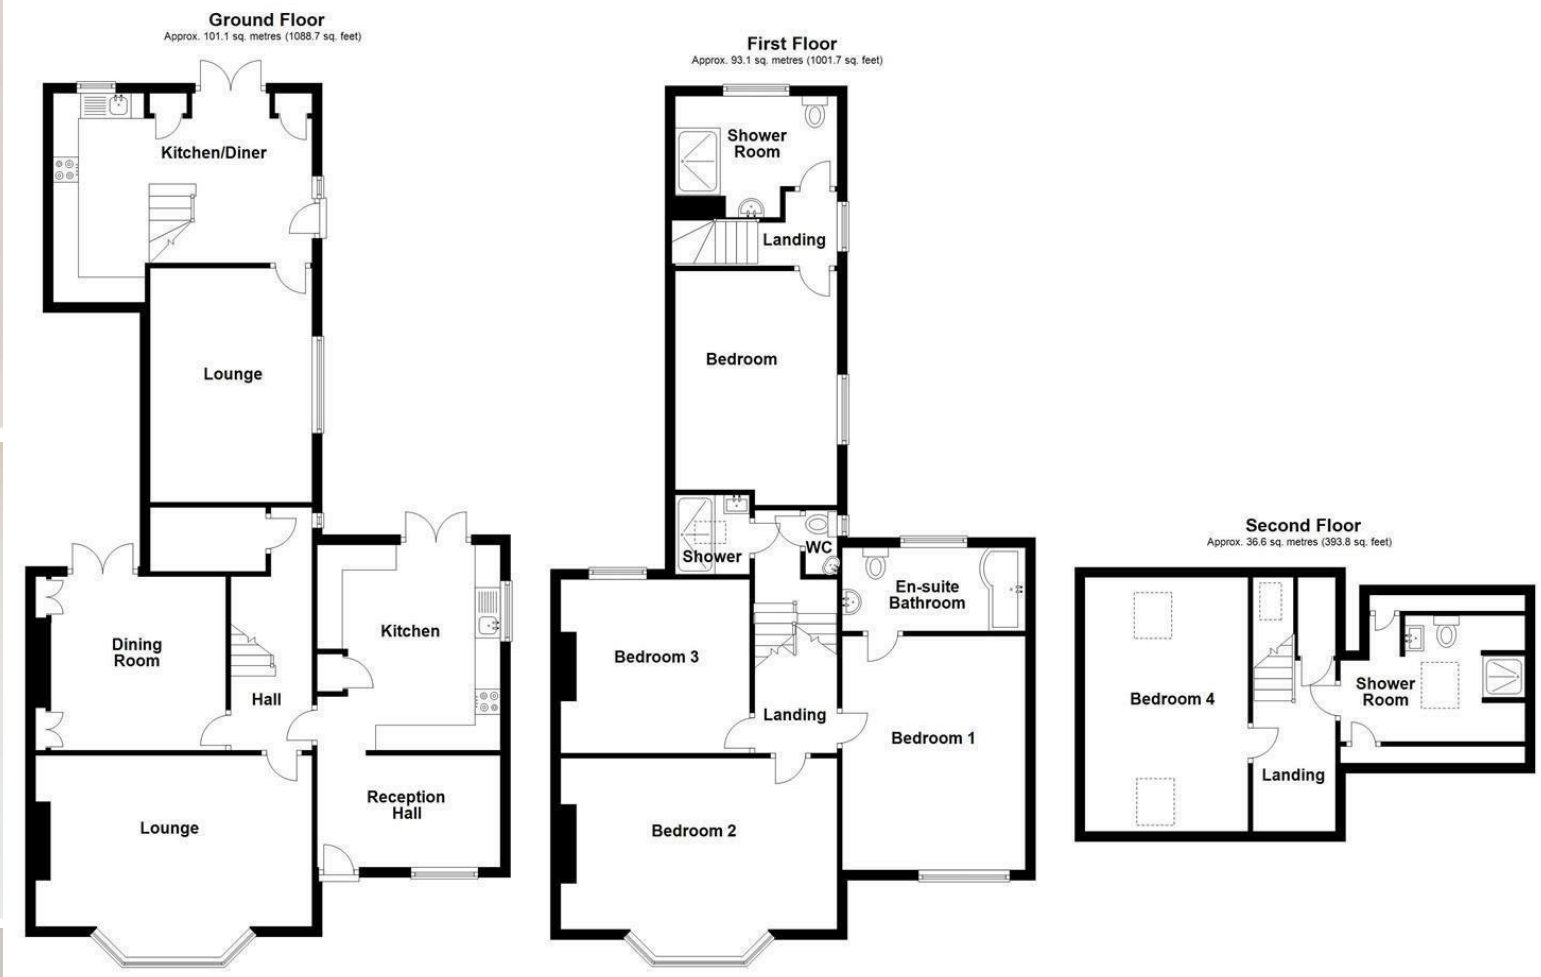 Ground Floor
Approx. 101.1 sq. metres (1088.7 sq. feet)
Kitchen/Diner
Lounge
Dining
Room
Kitchen
Hall
Reception
Hall
Lounge
First Floor
Approx. 93.1 sq. metres (1001.7 sq. feet)
Shower
Room
Landing
Bedroom
Shower
WC
En-suite
Bathroom
Bedroom 3
Landing
Bedroom 1
Bedroom 2
Second Floor
Approx. 36.6 sq. metres (393.8 sq. feet)
Bedroom 4
Shower
Room
Landing